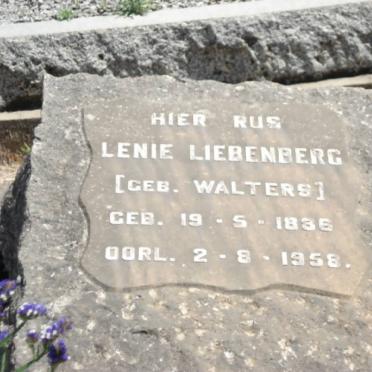 HIER RUS
LENIE LIEBENBERG
[GEB. WALTERS]
GEB. 19 - 5 - 1836
OORL. 2 - 8 - 1958.